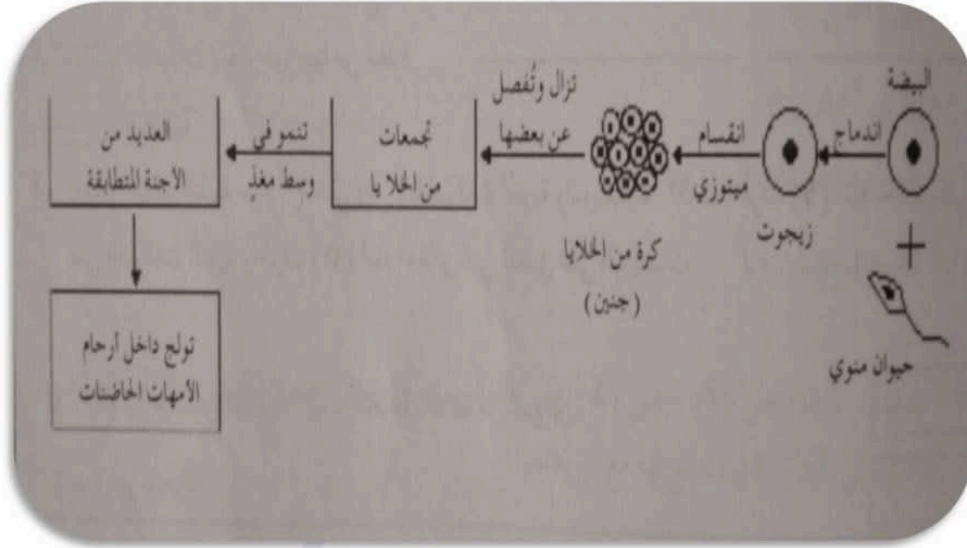 البيضة
اندماج
+
حيوان منوي
زيجوت
انقسام
ميتوزي
كرة من الخلايا
(جنين)
تزال وتُفصل
عن بعضها
تجمعات
من الخلايا
تنمو في
وسط مغذٍ
العديد من
الأجنة المتطابقة
تولج داخل أرحام
الأمهات الحاضنات